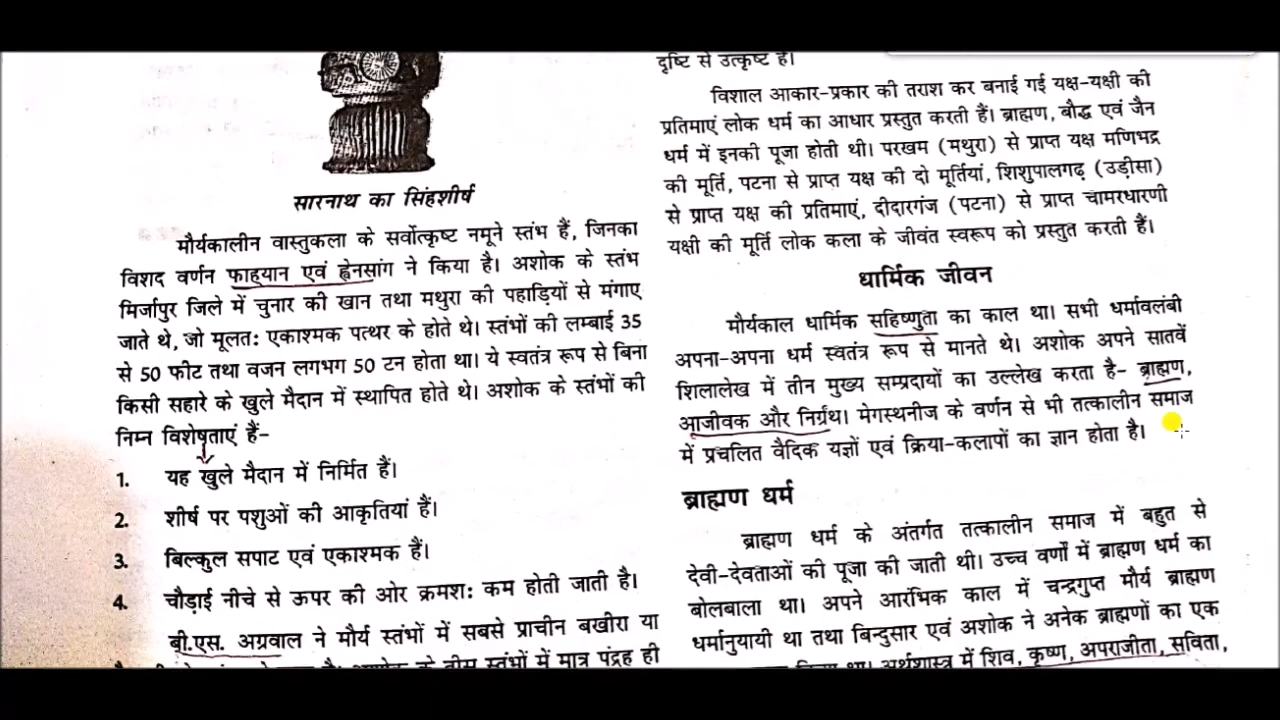 सारनाथ का सिंहशीर्ष
मौर्यकालीन वास्तुकला के सर्वोत्कृष्ट नमूने स्तंभ हैं, जिनका
विशद वर्णन फाह्यान एवं ह्वेनसांग ने किया है। अशोक के स्तंभ
मिर्जापुर जिले में चुनार की खान तथा मथुरा की पहाड़ियों से मंगाए
जाते थे, जो मूलतः एकाश्मक पत्थर के होते थे। स्तंभों की लम्बाई 35
से 50 फीट तथा वजन लगभग 50 टन होता था। ये स्वतंत्र रूप से बिना
किसी सहारे के खुले मैदान में स्थापित होते थे। अशोक के स्तंभों की
निम्न विशेषताएं हैं-
1. यह खुले मैदान में निर्मित हैं।
2. शीर्ष पर पशुओं की आकृतियां हैं।
3. बिल्कुल सपाट एवं एकाश्मक हैं।
4. चौड़ाई नीचे से ऊपर की ओर क्रमशः कम होती जाती है।
बी.एस. अग्रवाल ने मौर्य स्तंभों में सबसे प्राचीन बखीरा या
अशोक के बीस स्तंभों में मात्र पंद्रह ही
दृष्टि से उत्कृष्ट है।
विशाल आकार-प्रकार की तराश कर बनाई गई यक्ष-यक्षी की
प्रतिमाएं लोक धर्म का आधार प्रस्तुत करती हैं। ब्राह्मण, बौद्ध एवं जैन
धर्म में इनकी पूजा होती थी। परखम (मथुरा) से प्राप्त यक्ष मणिभद्र
की मूर्ति, पटना से प्राप्त यक्ष की दो मूर्तियां, शिशुपालगढ़ (उड़ीसा)
से प्राप्त यक्ष की प्रतिमाएं, दीदारगंज (पटना) से प्राप्त चामरधारणी
यक्षी की मूर्ति लोक कला के जीवंत स्वरूप को प्रस्तुत करती हैं।
धार्मिक जीवन
मौर्यकाल धार्मिक सहिष्णुता का काल था। सभी धर्मावलंबी
अपना-अपना धर्म स्वतंत्र रूप से मानते थे। अशोक अपने सातवें
शिलालेख में तीन मुख्य सम्प्रदायों का उल्लेख करता है- ब्राह्मण,
आजीवक और निर्ग्रंथ। मेगस्थनीज के वर्णन से भी तत्कालीन समाज
में प्रचलित वैदिक यज्ञों एवं क्रिया-कलापों का ज्ञान होता है।
ब्राह्मण धर्म
ब्राह्मण धर्म के अंतर्गत तत्कालीन समाज में बहुत से
देवी-देवताओं की पूजा की जाती थी। उच्च वर्णों में ब्राह्मण धर्म का
बोलबाला था। अपने आरंभिक काल में चन्द्रगुप्त मौर्य ब्राह्मण
धर्मानुयायी था तथा बिन्दुसार एवं अशोक ने अनेक ब्राह्मणों का एक
किया था। अर्थशास्त्र में शिव, कृष्ण, अपराजीता, सविता,